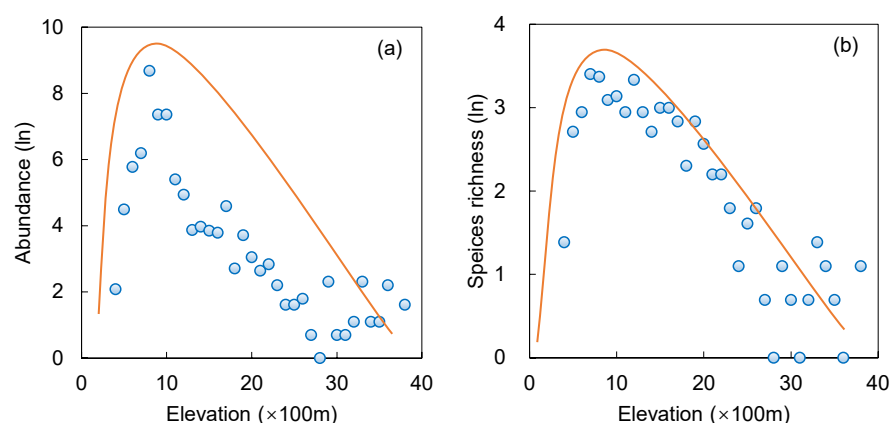 (a)
Abundance (ln)
10
8
6
4
2
0
0 10 20 30 40
Elevation (×100m)
(b)
Speices richness (ln)
4
3
2
1
0
0 10 20 30 40
Elevation (×100m)